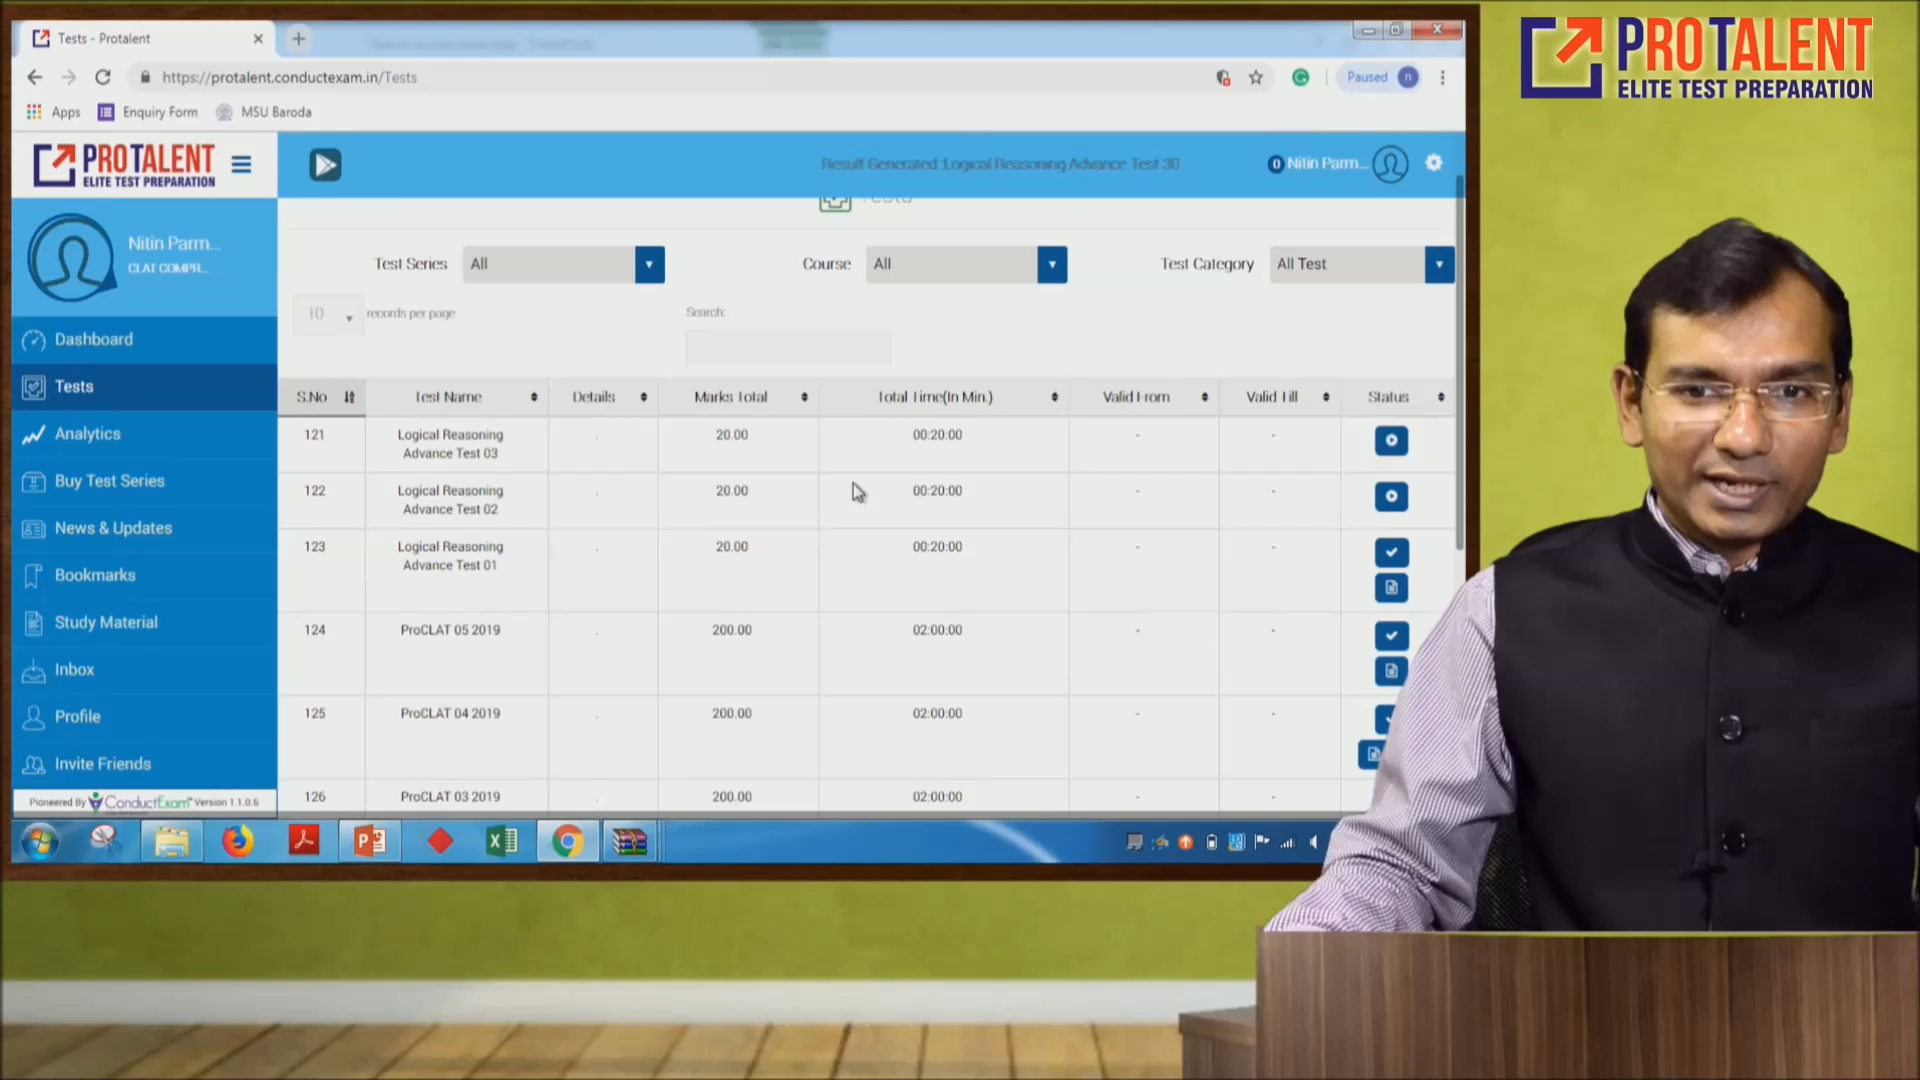 Tests - Protalent
https://protalent.conductexam.in/Tests
Paused n
Apps Enquiry Form MSU Baroda
PROTALENT
ELITE TEST PREPARATION
PROTALENT
ELITE TEST PREPARATION
Result Generated :Logical Reasoning Advance Test 30
0 Nitin Parm...
Nitin Parm...
CLAT COMPR...
Dashboard
Tests
Analytics
Buy Test Series
News & Updates
Bookmarks
Study Material
Inbox
Profile
Invite Friends
Pioneered By ConductExam Version 1.1.0.6
Tests
Test Series All Course All Test Category All Test
10 records per page Search:
S.No Test Name Details Marks Total Total Time(In Min.) Valid From Valid Till Status
121 Logical Reasoning Advance Test 03 . 20.00 00:20:00 - -
122 Logical Reasoning Advance Test 02 . 20.00 00:20:00 - -
123 Logical Reasoning Advance Test 01 . 20.00 00:20:00 - -
124 ProCLAT 05 2019 . 200.00 02:00:00 - -
125 ProCLAT 04 2019 . 200.00 02:00:00 - -
126 ProCLAT 03 2019 . 200.00 02:00:00 - -